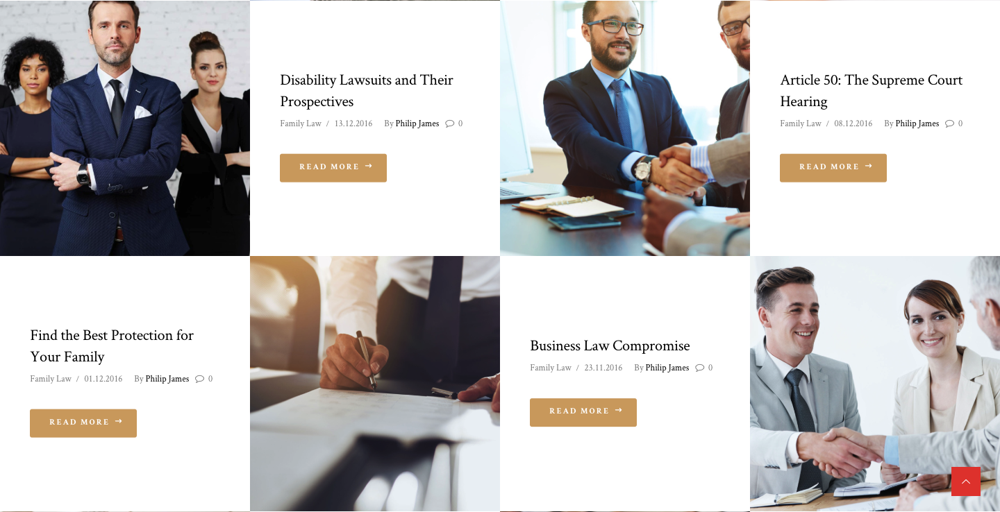 Disability Lawsuits and Their
Prospectives
Family Law / 13.12.2016 By Philip James 0
READ MORE →
Article 50: The Supreme Court
Hearing
Family Law / 08.12.2016 By Philip James 0
READ MORE →
Find the Best Protection for
Your Family
Family Law / 01.12.2016 By Philip James 0
READ MORE →
Business Law Compromise
Family Law / 23.11.2016 By Philip James 0
READ MORE →